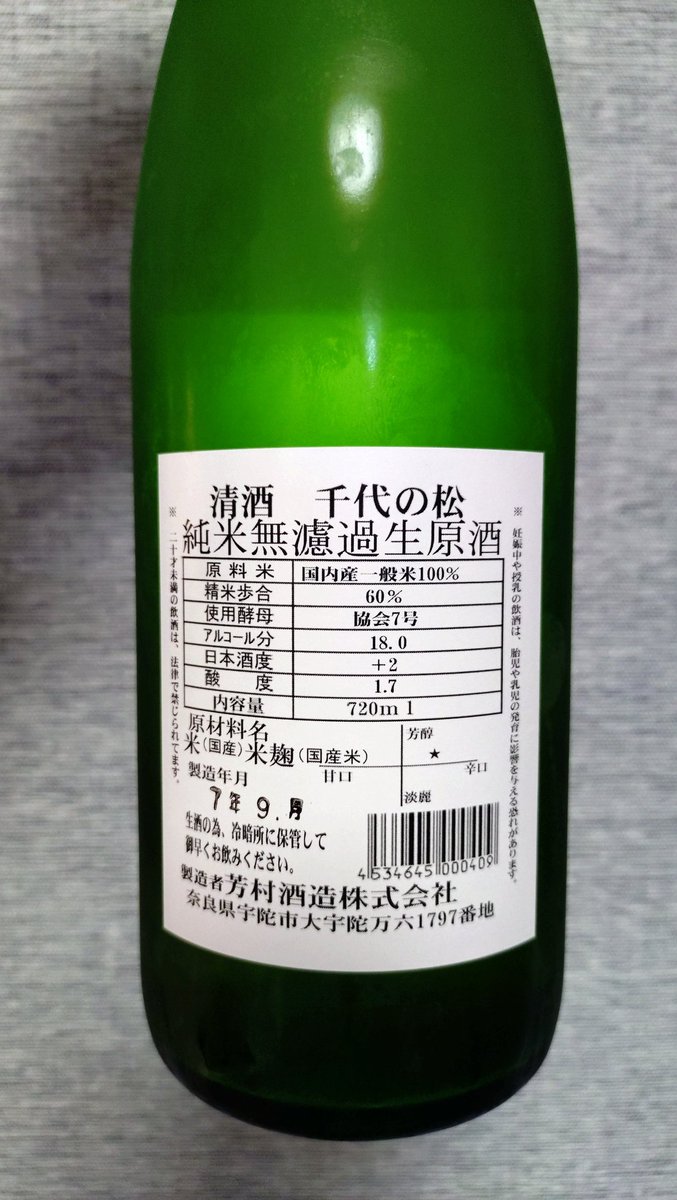 清酒 千代の松
純米無濾過生原酒
原料米 国内産一般米100%
精米歩合 60%
使用酵母 協会7号
アルコール分 18.0
日本酒度 +2
酸度 1.7
内容量 720ml
原材料名
米(国産)米麹(国産米)
製造年月
7年9.月
芳醇
甘口 ★ 辛口
淡麗
生酒の為、冷暗所に保管して
御早くお飲みください。
4534645000409
製造者芳村酒造株式会社
奈良県宇陀市大宇陀万六1797番地
※ 妊娠中や授乳の飲酒は、胎児や乳児の発育に影響を与える恐れがあります。
※ 二十才未満の飲酒は、法律で禁じられてます。